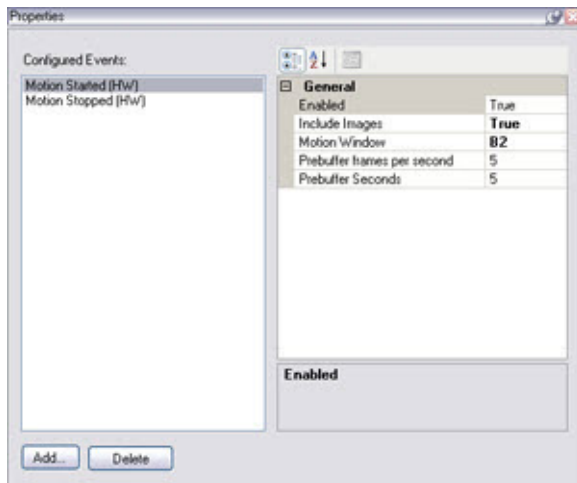 Properties
Configured Events:
Motion Started (HW)
Motion Stopped (HW)
General
Enabled True
Include Images True
Motion Window B2
Prebuffer frames per second 5
Prebuffer Seconds 5
Enabled
Add...
Delete